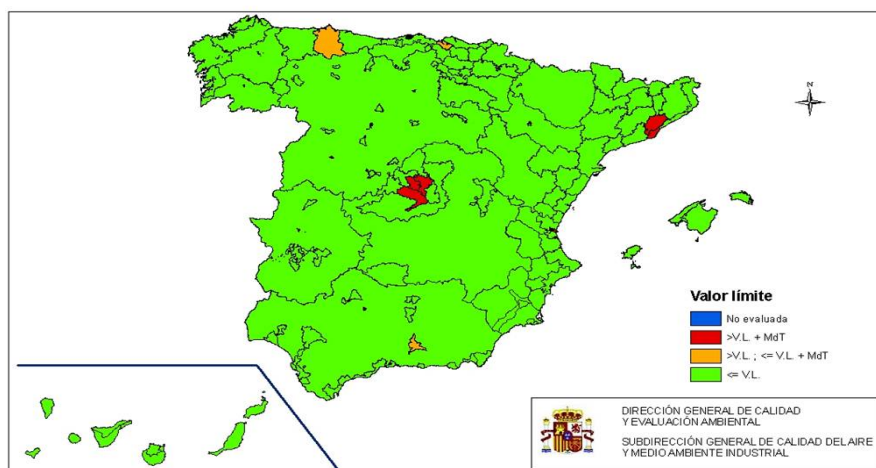 N
Valor límite
No evaluada
>V.L. + MdT
>V.L. ; <= V.L. + MdT
<= V.L.
DIRECCIÓN GENERAL DE CALIDAD
Y EVALUACIÓN AMBIENTAL
SUBDIRECCIÓN GENERAL DE CALIDAD DEL AIRE
Y MEDIO AMBIENTE INDUSTRIAL